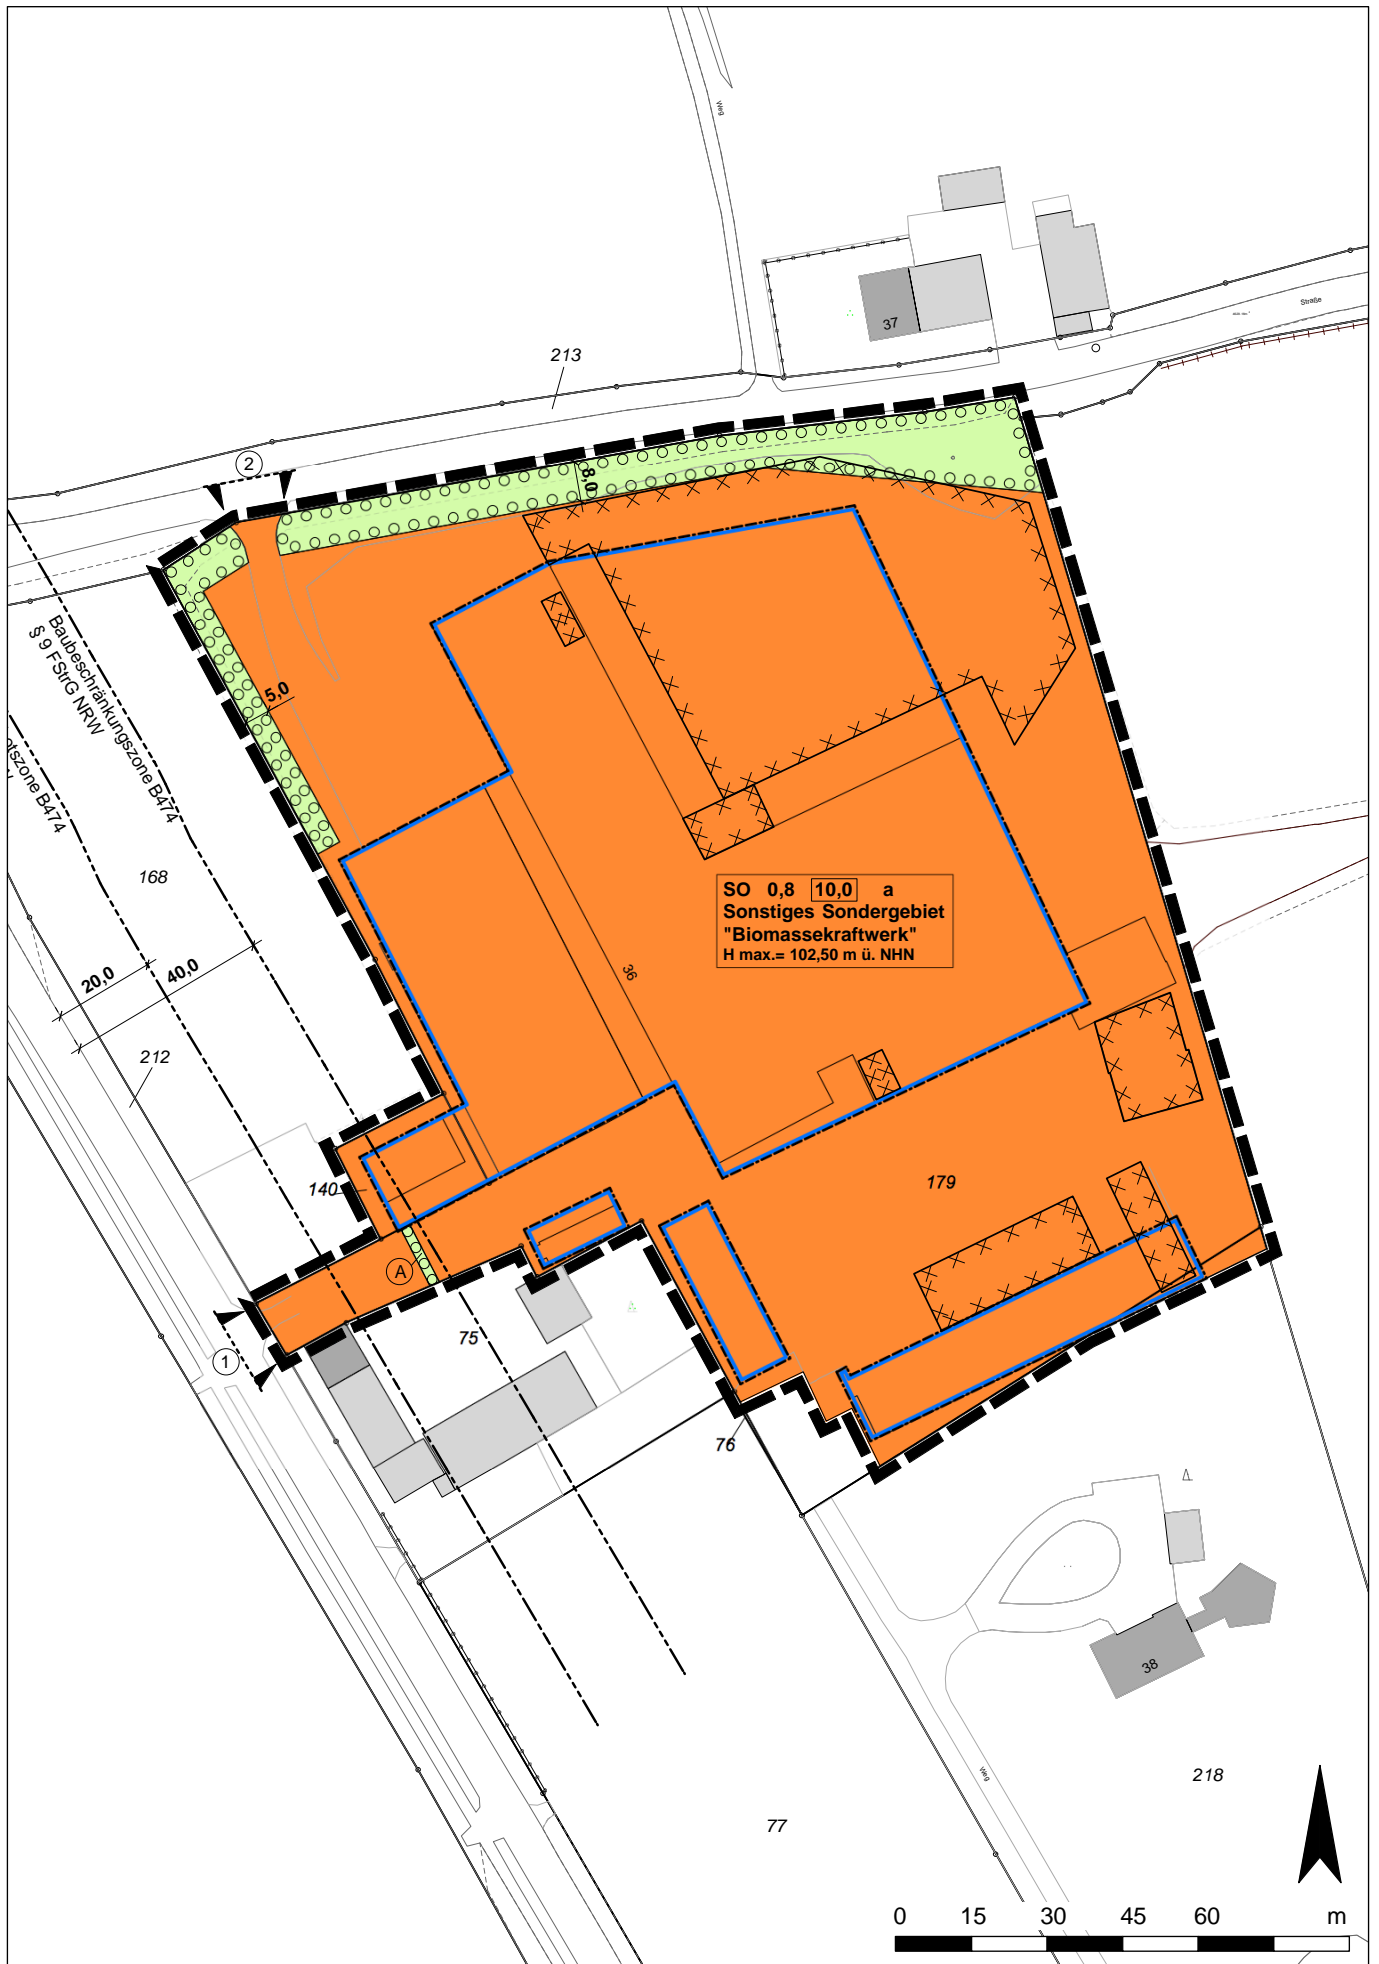 Weg
37
Straße
213
2
8,0
Baubeschränkungszone B474
§ 9 FStrG NRW
5,0
otszone B474
168
SO 0,8 10,0 a
Sonstiges Sondergebiet
"Biomassekraftwerk"
H max.= 102,50 m ü. NHN
36
20,0
40,0
212
140
179
A
75
1
76
38
Weg
218
77
0 15 30 45 60 m